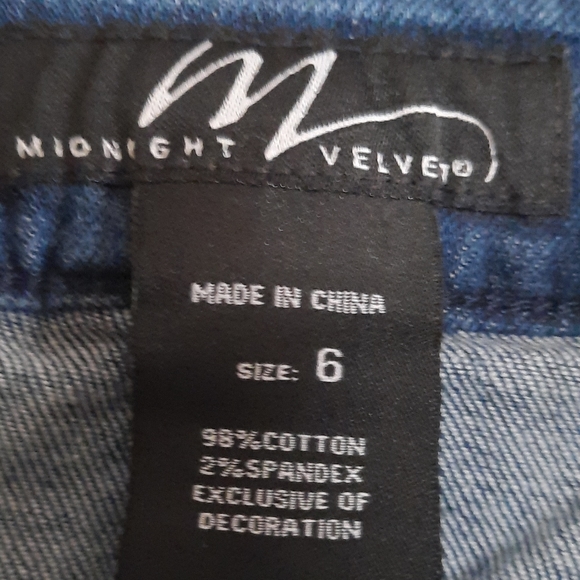 M
MIDNIGHT VELVET®
MADE IN CHINA
SIZE: 6
98%COTTON
2%SPANDEX
EXCLUSIVE OF
DECORATION